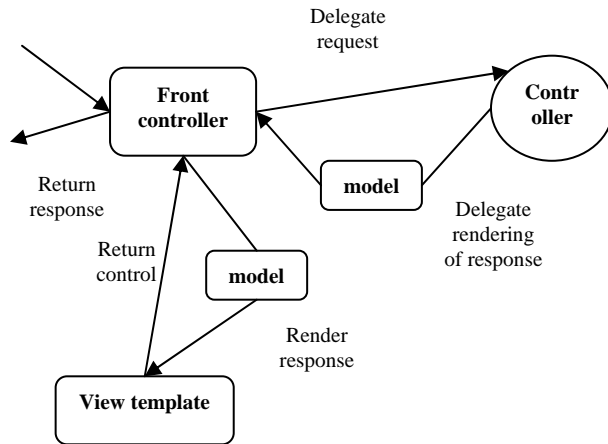 Delegate
request
Front
controller
Contr
oller
model
Return
response
Delegate
rendering
of response
Return
control
model
Render
response
View template